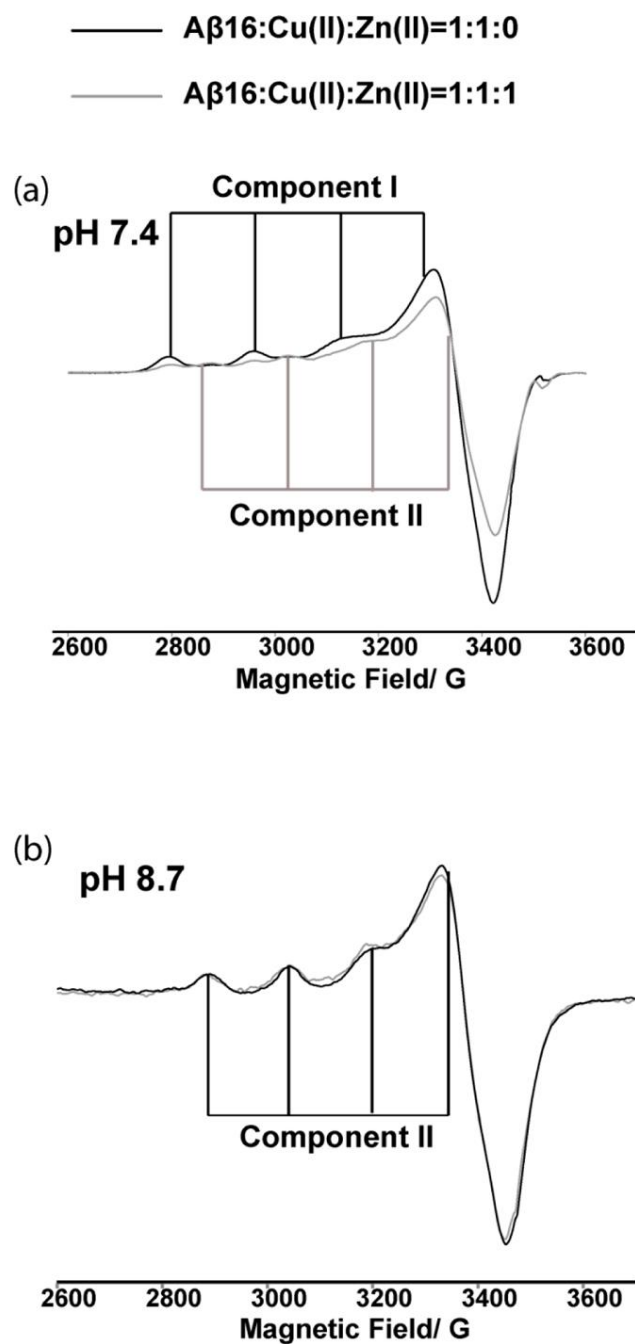 Aβ16:Cu(II):Zn(II)=1:1:0
Aβ16:Cu(II):Zn(II)=1:1:1
(a)
Component I
pH 7.4
Component II
2600 2800 3000 3200 3400 3600
Magnetic Field/ G
(b)
pH 8.7
Component II
2600 2800 3000 3200 3400 3600
Magnetic Field/ G